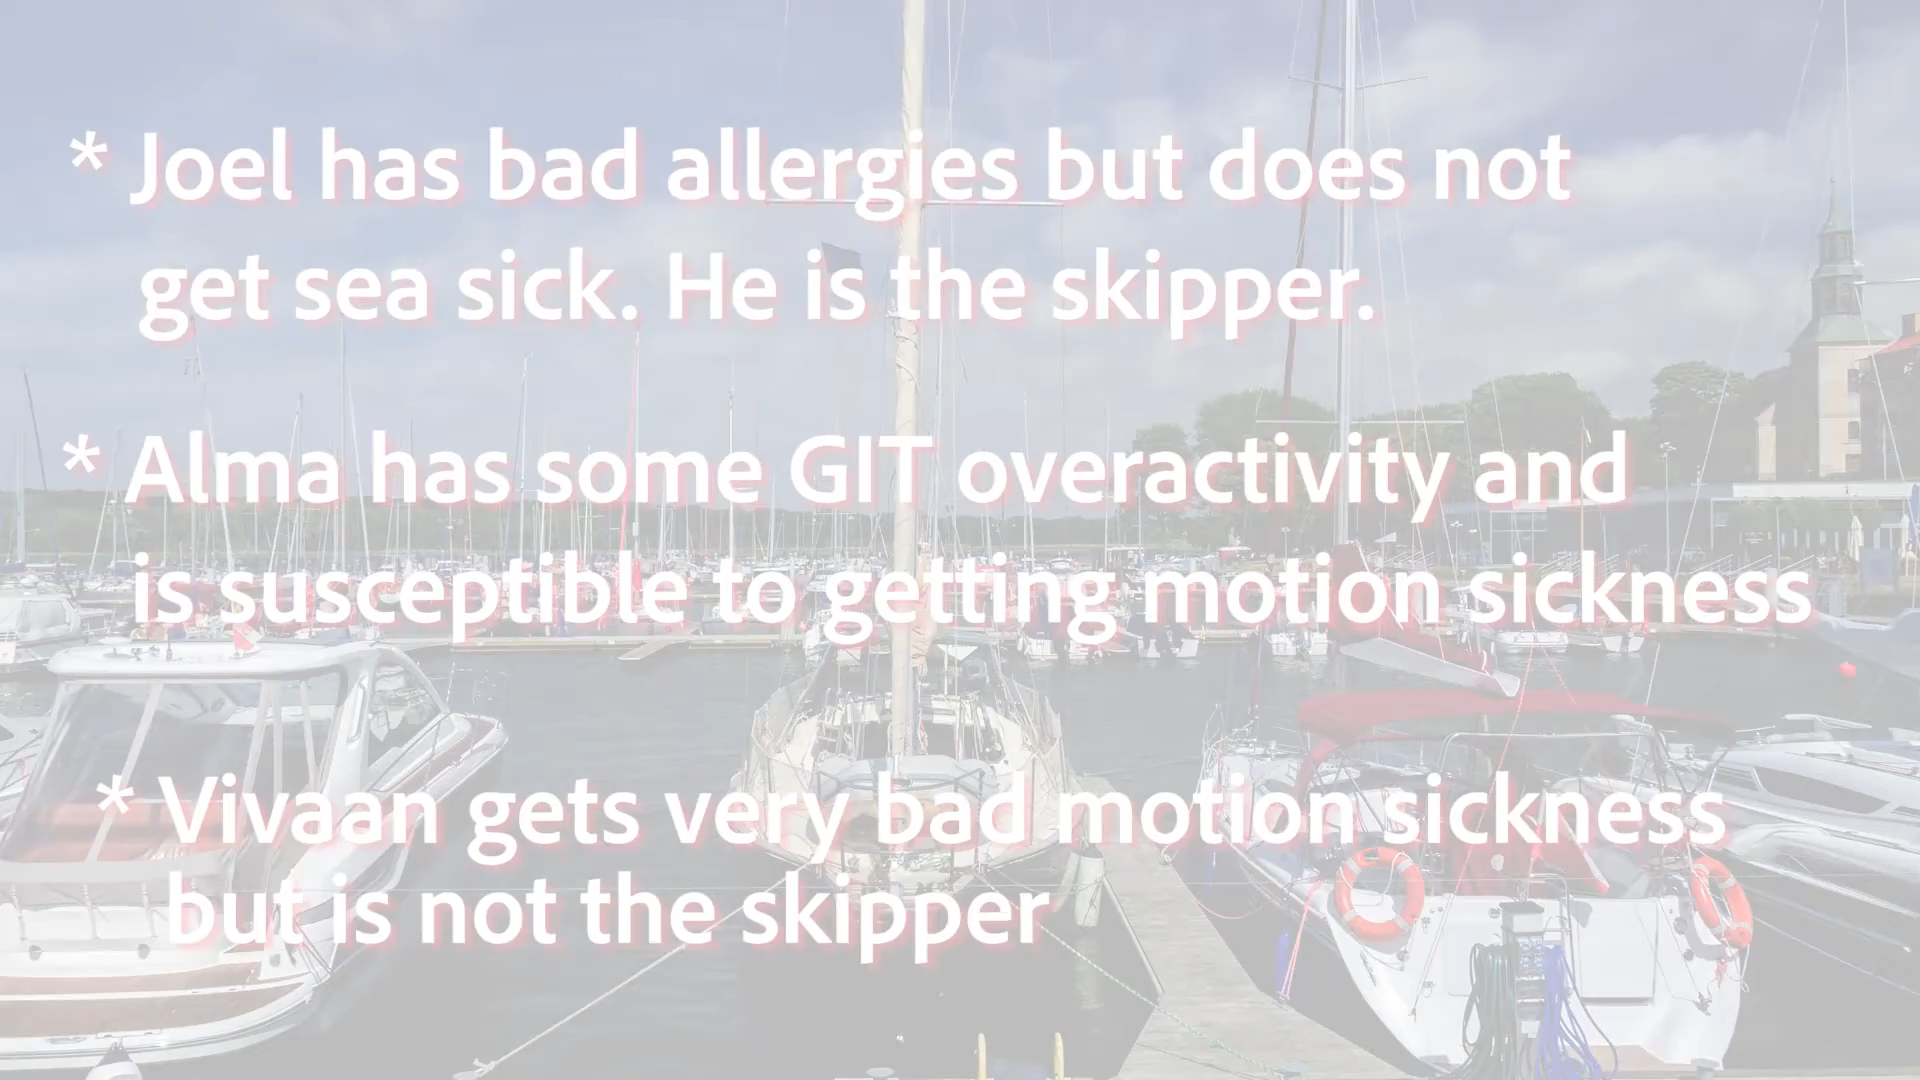 * Joel has bad allergies but does not
get sea sick. He is the skipper.
* Alma has some GIT overactivity and
is susceptible to getting motion sickness
* Vivaan gets very bad motion sickness
but is not the skipper